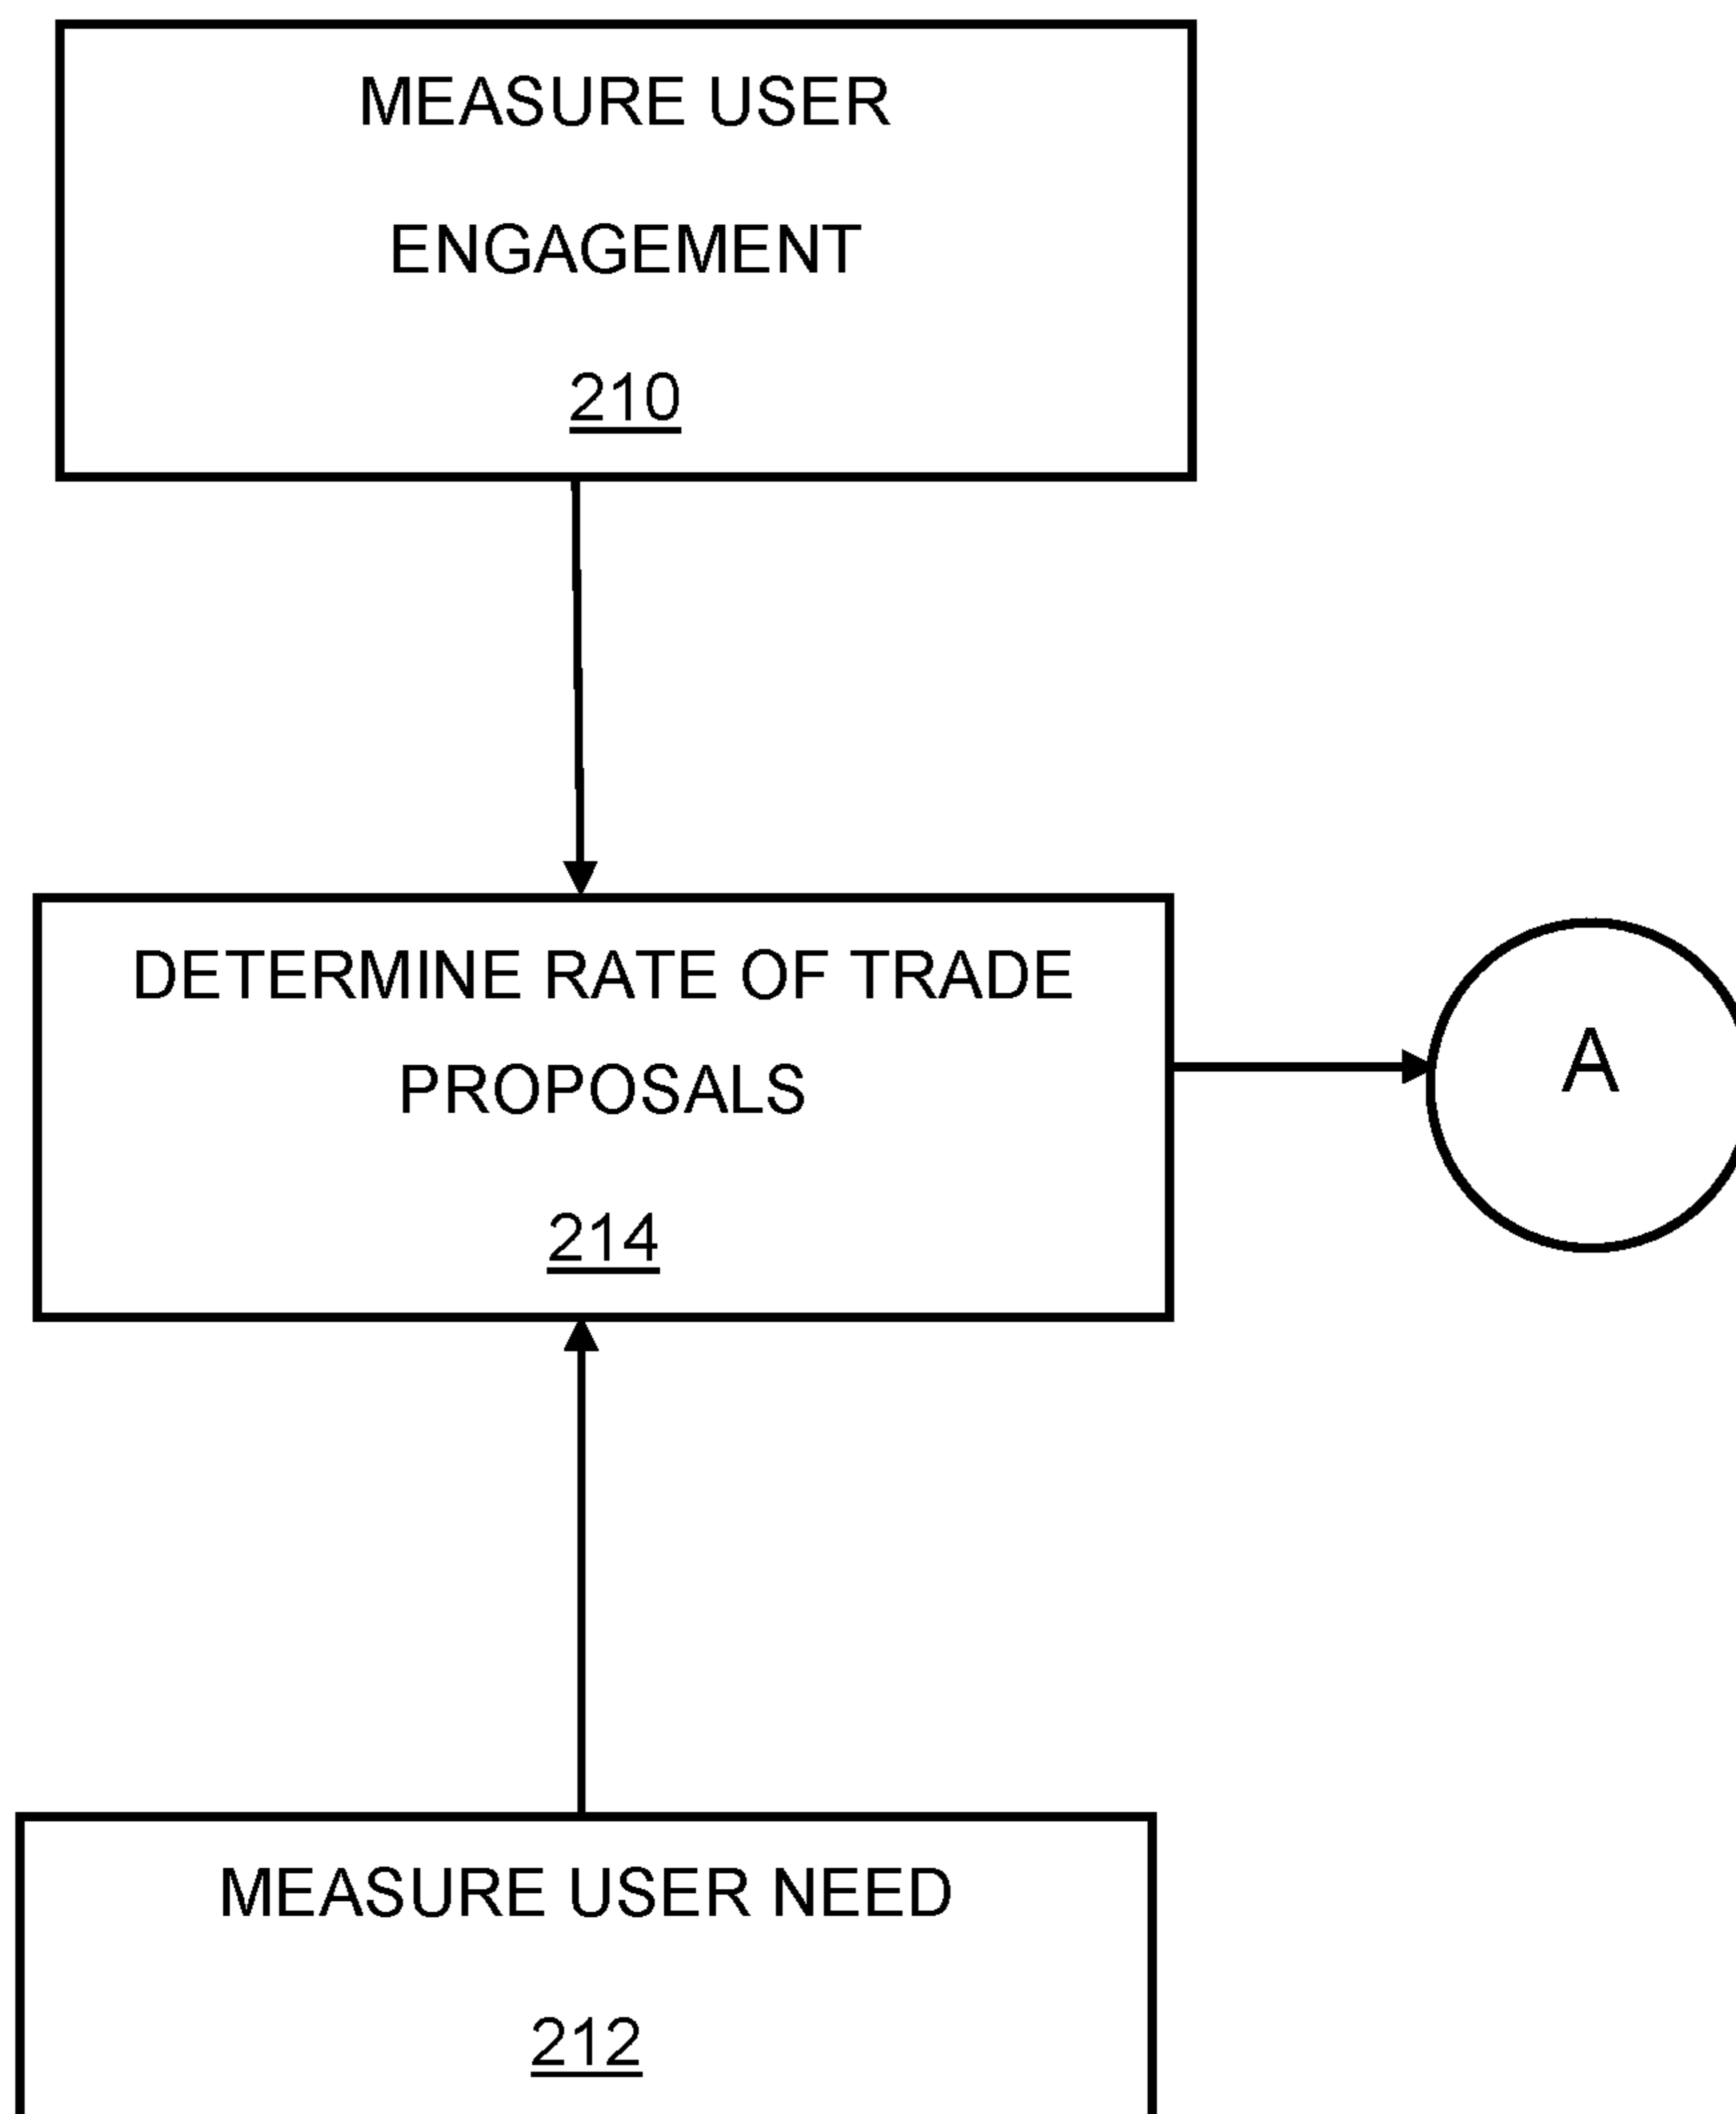 MEASURE USER
ENGAGEMENT
210
DETERMINE RATE OF TRADE
PROPOSALS
214
A
MEASURE USER NEED
212